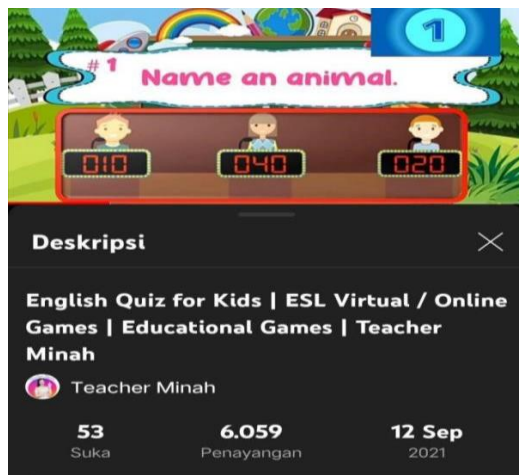 1
#1
Name an animal.
010 040 020
Deskripsi
English Quiz for Kids | ESL Virtual / Online
Games | Educational Games | Teacher
Minah
Teacher Minah
53 6.059 12 Sep
Suka Penayangan 2021